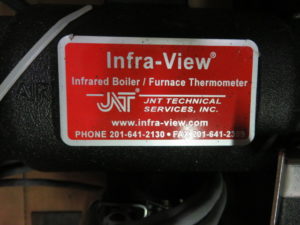 Infra-View®
Infrared Boiler / Furnace Thermometer
AIR
JNT JNT TECHNICAL
SERVICES, INC.
www.infra-view.com
PHONE 201-641-2130 • FAX